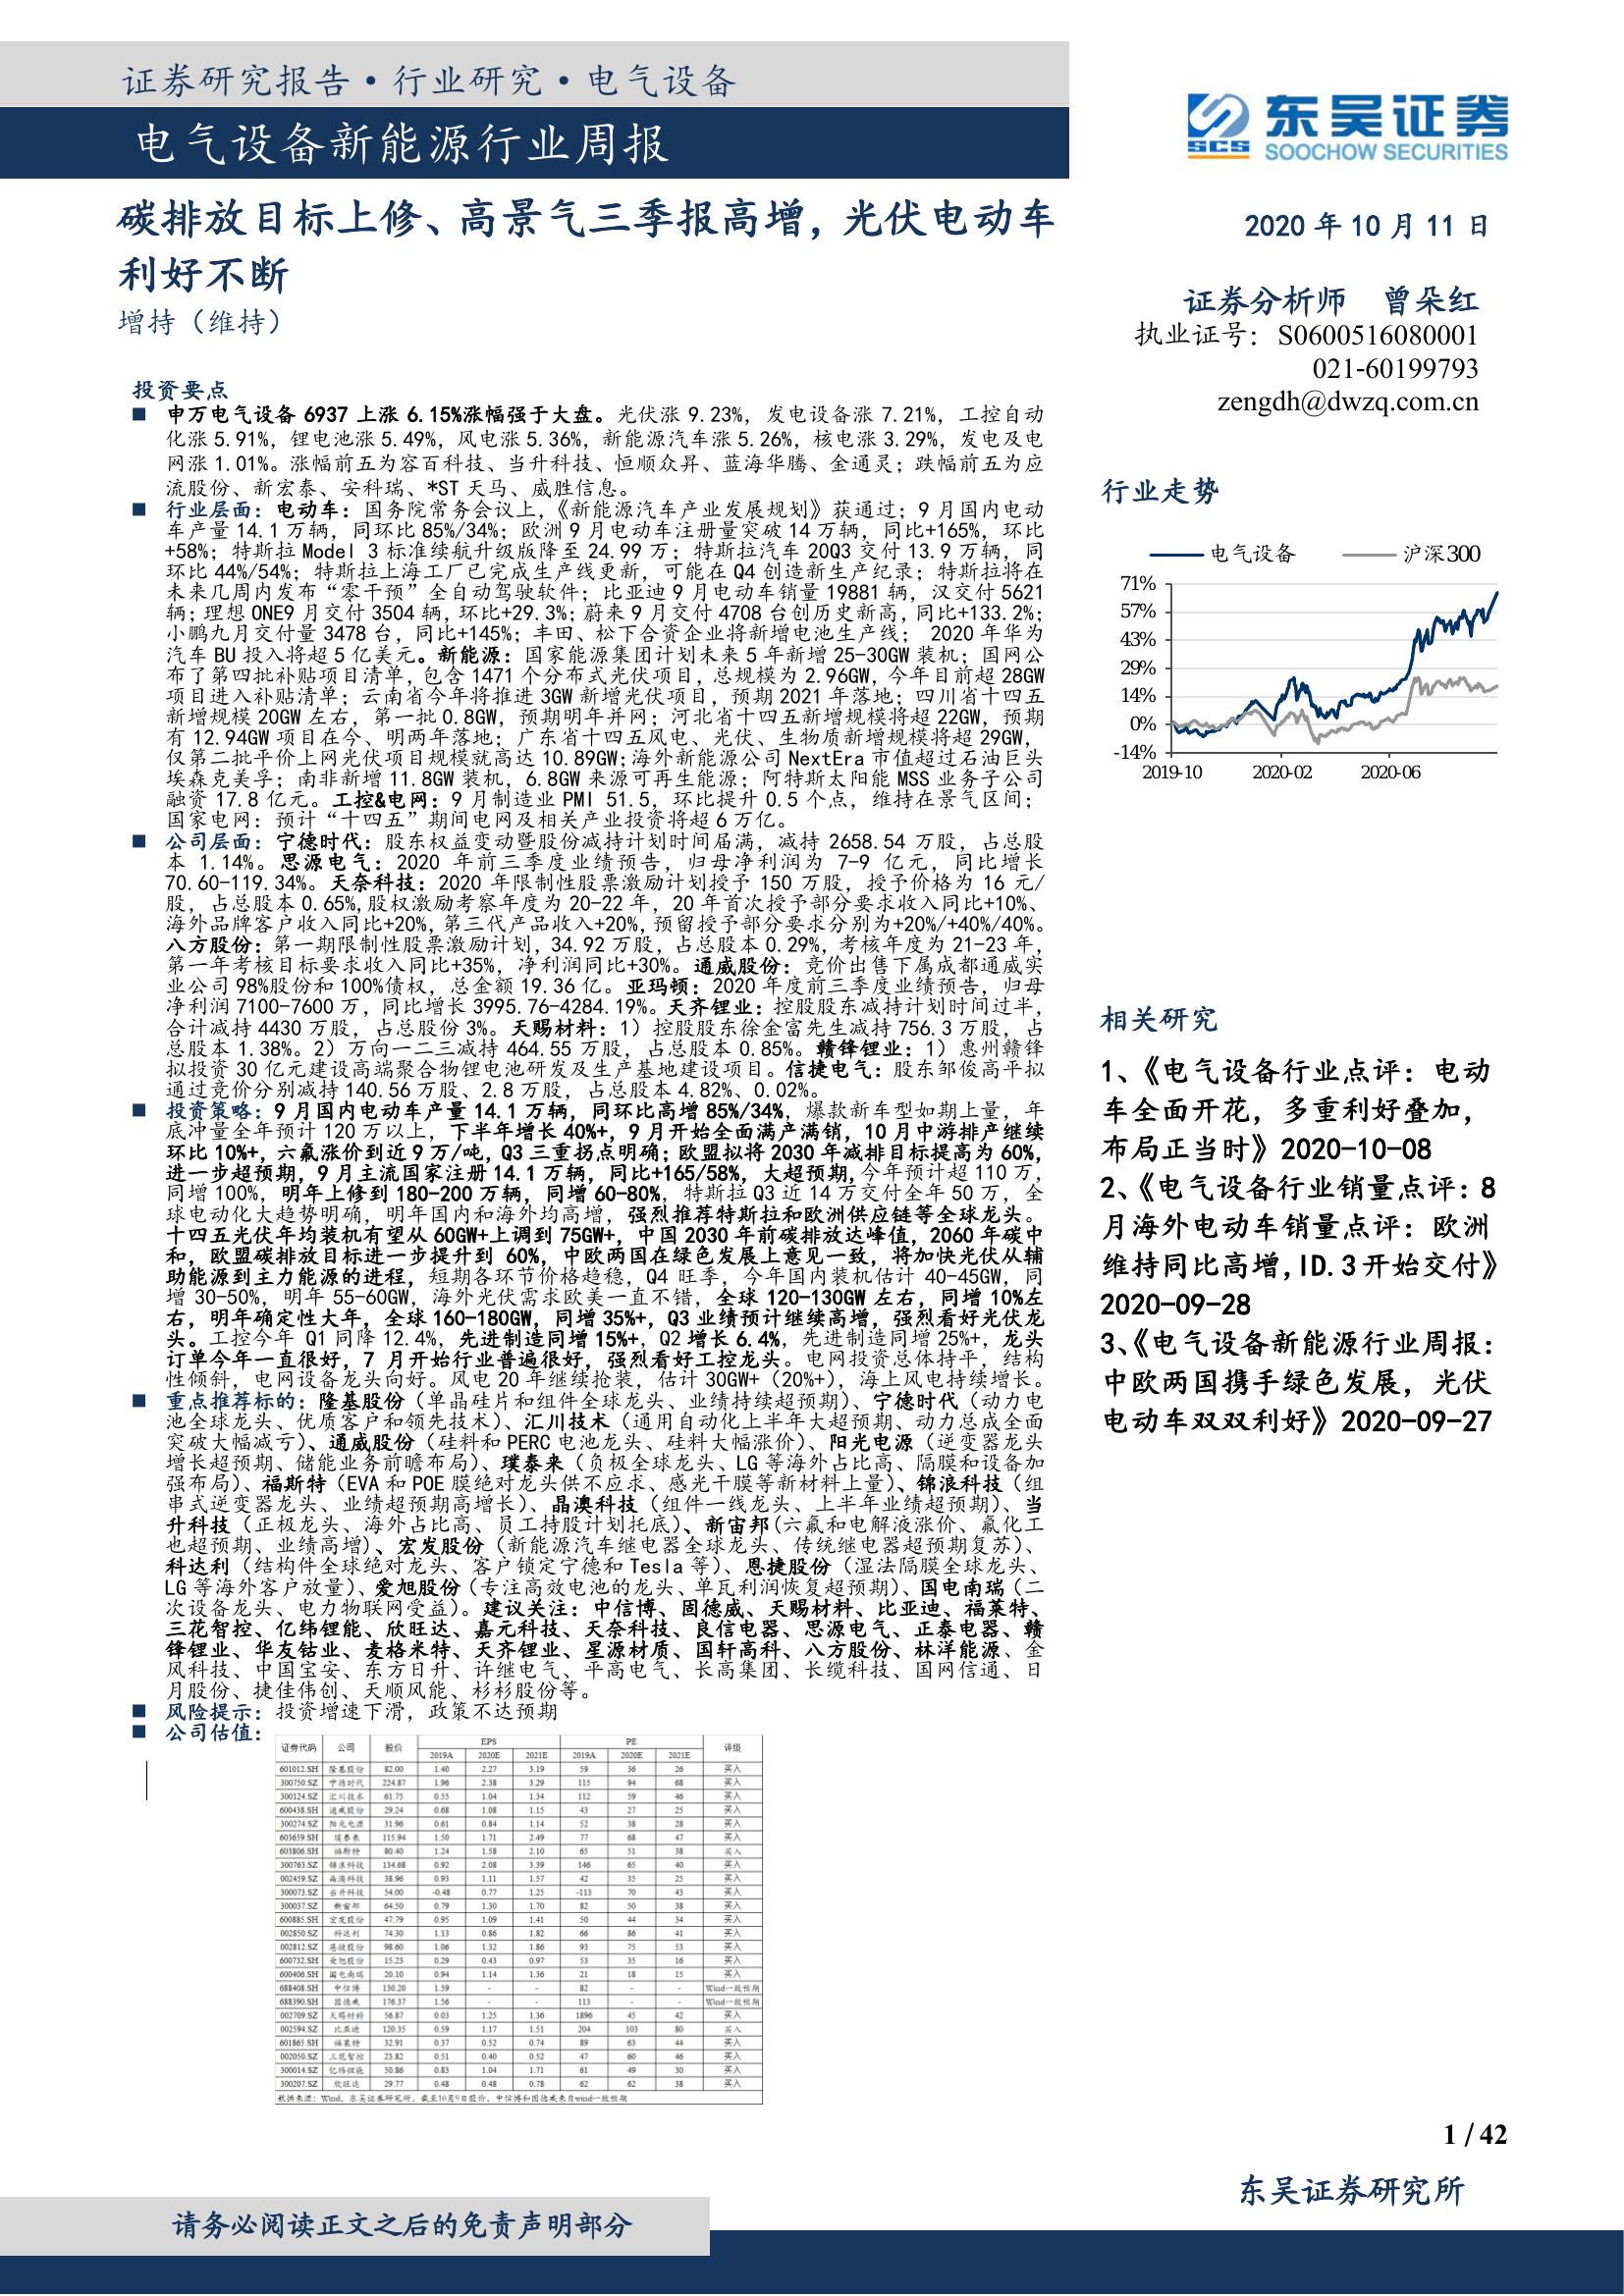 证券研究报告·行业研究·电气设备
电气设备新能源行业周报
东吴证券
SCS
SOOCHOW SECURITIES
碳排放目标上修、高景气三季报高增，光伏电动车
利好不断
增持（维持）
2020 年 10 月 11 日
证券分析师 曾朵红
执业证号：S0600516080001
021-60199793
zengdh@dwzq.com.cn
投资要点
■ 申万电气设备 6937 上涨 6.15%涨幅强于大盘。光伏涨 9.23%，发电设备涨 7.21%，工控自动
化涨 5.91%，锂电池涨 5.49%，风电涨 5.36%，新能源汽车涨 5.26%，核电涨 3.29%，发电及电
网涨 1.01%。涨幅前五为容百科技、当升科技、恒顺众昇、蓝海华腾、金通灵；跌幅前五为应
流股份、新宏泰、安科瑞、*ST 天马、威胜信息。
■ 行业层面：电动车：国务院常务会议上，《新能源汽车产业发展规划》获通过；9 月国内电动
车产量 14.1 万辆，同环比 85%/34%；欧洲 9 月电动车注册量突破 14 万辆，同比+165%，环比
+58%；特斯拉 Model 3 标准续航升级版降至 24.99 万；特斯拉汽车 20Q3 交付 13.9 万辆，同
环比 44%/54%；特斯拉上海工厂已完成生产线更新，可能在 Q4 创造新生产纪录；特斯拉将在
未来几周内发布“零干预”全自动驾驶软件；比亚迪 9 月电动车销量 19881 辆，汉交付 5621
辆；理想 ONE9 月交付 3504 辆，环比+29.3%；蔚来 9 月交付 4708 台创历史新高，同比+133.2%；
小鹏九月交付量 3478 台，同比+145%；丰田、松下合资企业将新增电池生产线； 2020 年华为
汽车 BU 投入将超 5 亿美元。新能源：国家能源集团计划未来 5 年新增 25-30GW 装机；国网公
布了第四批补贴项目清单，包含 1471 个分布式光伏项目，总规模为 2.96GW，今年目前超 28GW
项目进入补贴清单；云南省今年将推进 3GW 新增光伏项目，预期 2021 年落地；四川省十四五
新增规模 20GW 左右，第一批 0.8GW，预期明年并网；河北省十四五新增规模将超 22GW，预期
有 12.94GW 项目在今、明两年落地；广东省十四五风电、光伏、生物质新增规模将超 29GW，
仅第二批平价上网光伏项目规模就高达 10.89GW；海外新能源公司 NextEra 市值超过石油巨头
埃森克美孚；南非新增 11.8GW 装机，6.8GW 来源可再生能源；阿特斯太阳能 MSS 业务子公司
融资 17.8 亿元。工控&电网：9 月制造业 PMI 51.5，环比提升 0.5 个点，维持在景气区间；
国家电网：预计“十四五”期间电网及相关产业投资将超 6 万亿。
■ 公司层面：宁德时代：股东权益变动暨股份减持计划时间届满，减持 2658.54 万股，占总股
本 1.14%。思源电气：2020 年前三季度业绩预告，归母净利润为 7-9 亿元，同比增长
70.60-119.34%。天奈科技：2020 年限制性股票激励计划授予 150 万股，授予价格为 16 元/
股，占总股本 0.65%,股权激励考察年度为 20-22 年，20 年首次授予部分要求收入同比+10%、
海外品牌客户收入同比+20%，第三代产品收入+20%，预留授予部分要求分别为+20%/+40%/40%。
八方股份：第一期限制性股票激励计划，34.92 万股，占总股本 0.29%，考核年度为 21-23 年，
第一年考核目标要求收入同比+35%，净利润同比+30%。通威股份：竞价出售下属成都通威实
业公司 98%股份和 100%债权，总金额 19.36 亿。亚玛顿：2020 年度前三季度业绩预告，归母
净利润 7100-7600 万，同比增长 3995.76-4284.19%。天齐锂业：控股股东减持计划时间过半，
合计减持 4430 万股，占总股份 3%。天赐材料：1）控股股东徐金富先生减持 756.3 万股，占
总股本 1.38%。2）万向一二三减持 464.55 万股，占总股本 0.85%。赣锋锂业：1）惠州赣锋
拟投资 30 亿元建设高端聚合物锂电池研发及生产基地建设项目。信捷电气：股东邹俊高平拟
通过竞价分别减持 140.56 万股、2.8 万股，占总股本 4.82%、0.02%。
■ 投资策略：9 月国内电动车产量 14.1 万辆，同环比高增 85%/34%，爆款新车型如期上量，年
底冲量全年预计 120 万以上，下半年增长 40%+，9 月开始全面满产满销，10 月中游排产继续
环比 10%+，六氟涨价到近 9 万/吨，Q3 三重拐点明确；欧盟拟将 2030 年减排目标提高为 60%，
进一步超预期，9 月主流国家注册 14.1 万辆，同比+165/58%，大超预期，今年预计超 110 万，
同增 100%，明年上修到 180-200 万辆，同增 60-80%，特斯拉 Q3 近 14 万交付全年 50 万，全
球电动化大趋势明确，明年国内和海外均高增，强烈推荐特斯拉和欧洲供应链等全球龙头。
十四五光伏年均装机有望从 60GW+上调到 75GW+，中国 2030 年前碳排放达峰值，2060 年碳中
和，欧盟碳排放目标进一步提升到 60%，中欧两国在绿色发展上意见一致，将加快光伏从辅
助能源到主力能源的进程，短期各环节价格趋稳，Q4 旺季，今年国内装机估计 40-45GW，同
增 30-50%，明年 55-60GW，海外光伏需求欧美一直不错，全球 120-130GW 左右，同增 10%左
右，明年确定性大年，全球 160-180GW，同增 35%+，Q3 业绩预计继续高增，强烈看好光伏龙
头。工控今年 Q1 同降 12.4%，先进制造同增 15%+，Q2 增长 6.4%，先进制造同增 25%+，龙头
订单今年一直很好，7 月开始行业普遍很好，强烈看好工控龙头。电网投资总体持平，结构
性倾斜，电网设备龙头向好。风电 20 年继续抢装，估计 30GW+（20%+），海上风电持续增长。
■ 重点推荐标的：隆基股份（单晶硅片和组件全球龙头、业绩持续超预期）、宁德时代（动力电
池全球龙头、优质客户和领先技术）、汇川技术（通用自动化上半年大超预期、动力总成全面
突破大幅减亏）、通威股份（硅料和 PERC 电池龙头、硅料大幅涨价）、阳光电源（逆变器龙头
增长超预期、储能业务前瞻布局）、璞泰来（负极全球龙头、LG 等海外占比高、隔膜和设备加
强布局）、福斯特（EVA 和 POE 膜绝对龙头供不应求、感光干膜等新材料上量）、锦浪科技（组
串式逆变器龙头、业绩超预期高增长）、晶澳科技（组件一线龙头、上半年业绩超预期）、当
升科技（正极龙头、海外占比高、员工持股计划托底）、新宙邦(六氟和电解液涨价、氟化工
也超预期、业绩高增）、宏发股份（新能源汽车继电器全球龙头、传统继电器超预期复苏）、
科达利（结构件全球绝对龙头、客户锁定宁德和 Tesla 等）、恩捷股份（湿法隔膜全球龙头、
LG 等海外客户放量）、爱旭股份（专注高效电池的龙头、单瓦利润恢复超预期）、国电南瑞（二
次设备龙头、电力物联网受益）。建议关注：中信博、固德威、天赐材料、比亚迪、福莱特、
三花智控、亿纬锂能、欣旺达、嘉元科技、天奈科技、良信电器、思源电气、正泰电器、赣
锋锂业、华友钴业、麦格米特、天齐锂业、星源材质、国轩高科、八方股份、林洋能源、金
风科技、中国宝安、东方日升、许继电气、平高电气、长高集团、长缆科技、国网信通、日
月股份、捷佳伟创、天顺风能、杉杉股份等。
■ 风险提示：投资增速下滑，政策不达预期
■ 公司估值：
证券代码 公司 股价 EPS PE 评级
2019A 2020E 2021E 2019A 2020E 2021E
601012.SH 隆基股份 82.00 1.40 2.27 3.19 59 36 26 买入
300750.SZ 宁德时代 224.87 1.96 2.38 3.29 115 94 68 买入
300124.SZ 汇川技术 61.75 0.55 1.04 1.34 112 59 46 买入
600438.SH 通威股份 29.24 0.68 1.08 1.15 43 27 25 买入
300274.SZ 阳光电源 31.96 0.61 0.84 1.14 52 38 28 买入
603659.SH 璞泰来 115.94 1.50 1.71 2.49 77 68 47 买入
603806.SH 福斯特 80.40 1.24 1.58 2.10 65 51 38 买入
300763.SZ 锦浪科技 134.68 0.92 2.08 3.39 146 65 40 买入
002459.SZ 晶澳科技 38.96 0.93 1.11 1.57 42 35 25 买入
300073.SZ 当升科技 54.00 -0.48 0.77 1.25 -113 70 43 买入
300037.SZ 新宙邦 64.50 0.79 1.30 1.70 82 50 38 买入
600885.SH 宏发股份 47.79 0.95 1.09 1.41 50 44 34 买入
002850.SZ 科达利 74.30 1.13 0.86 1.82 66 86 41 买入
002812.SZ 恩捷股份 98.60 1.06 1.32 1.86 93 75 53 买入
600732.SH 爱旭股份 15.23 0.29 0.43 0.97 53 35 16 买入
600406.SH 国电南瑞 20.10 0.94 1.14 1.36 21 18 15 买入
688408.SH 中信博 130.20 1.59 - - 82 - - Wind一致预期
688390.SH 固德威 176.37 1.56 - - 113 - - Wind一致预期
002709.SZ 天赐材料 56.87 0.03 1.25 1.36 1896 45 42 买入
002594.SZ 比亚迪 120.35 0.59 1.17 1.51 204 103 80 买入
601865.SH 福莱特 32.91 0.37 0.52 0.74 89 63 44 买入
002050.SZ 三花智控 23.82 0.51 0.40 0.52 47 60 46 买入
300014.SZ 亿纬锂能 50.86 0.83 1.04 1.71 61 49 30 买入
300207.SZ 欣旺达 29.77 0.48 0.48 0.78 62 62 38 买入
数据来源：Wind，东吴证券研究所，截至10月9日股价，中信博和固德威来自wind一致预期
行业走势
电气设备 沪深300
71%
57%
43%
29%
14%
0%
-14%
2019-10 2020-02 2020-06
相关研究
1、《电气设备行业点评：电动
车全面开花，多重利好叠加，
布局正当时》2020-10-08
2、《电气设备行业销量点评：8
月海外电动车销量点评：欧洲
维持同比高增，ID.3 开始交付》
2020-09-28
3、《电气设备新能源行业周报：
中欧两国携手绿色发展，光伏
电动车双双利好》2020-09-27
1 / 42
东吴证券研究所
请务必阅读正文之后的免责声明部分